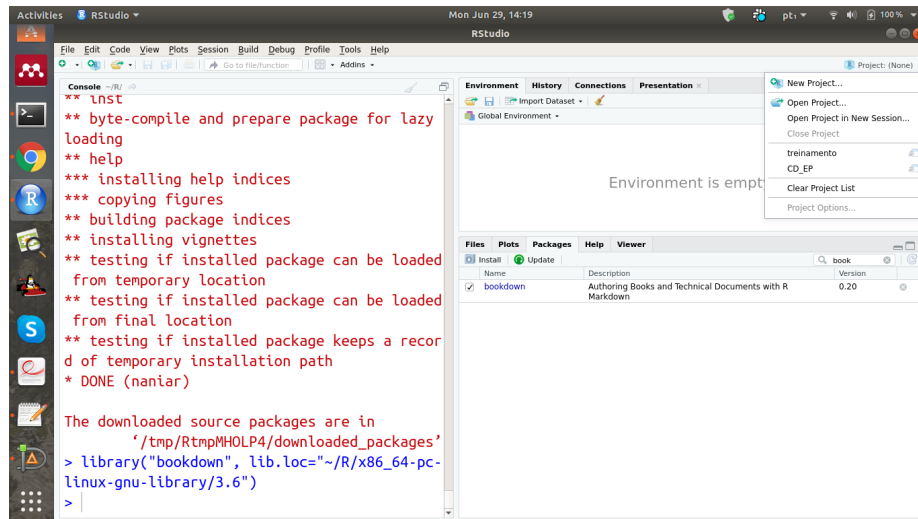 Activities RStudio Mon Jun 29, 14:19 pt₁ 100 %
RStudio
File Edit Code View Plots Session Build Debug Profile Tools Help
Go to file/function Addins Project: (None)
Console ~/R/
** inst
** byte-compile and prepare package for lazy
loading
** help
*** installing help indices
*** copying figures
** building package indices
** installing vignettes
** testing if installed package can be loaded
from temporary location
** testing if installed package can be loaded
from final location
** testing if installed package keeps a recor
d of temporary installation path
* DONE (naniar)
The downloaded source packages are in
‘/tmp/RtmpMHOLP4/downloaded_packages’
> library("bookdown", lib.loc="~/R/x86_64-pc-
linux-gnu-library/3.6")
>
Environment History Connections Presentation
Import Dataset
Global Environment
Environment is empt
New Project...
Open Project...
Open Project in New Session...
Close Project
treinamento
CD_EP
Clear Project List
Project Options...
Files Plots Packages Help Viewer
Install Update book
Name Description Version
bookdown Authoring Books and Technical Documents with R 0.20
Markdown